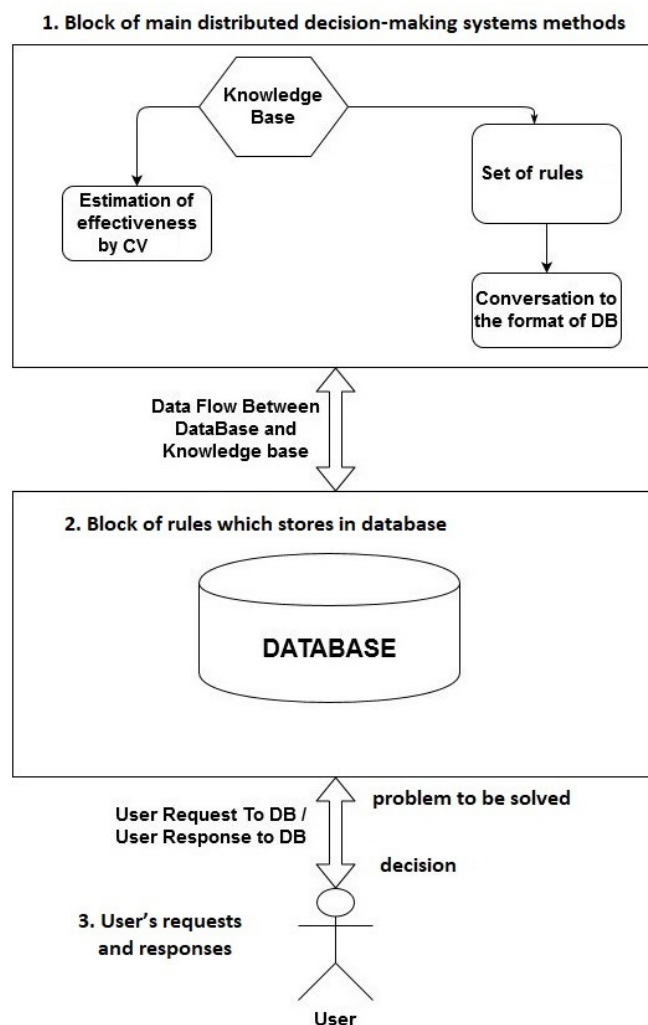 1. Block of main distributed decision-making systems methods
Knowledge
Base
Estimation of
effectiveness
by CV
Set of rules
Conversation to
the format of DB
Data Flow Between
DataBase and
Knowledge base
2. Block of rules which stores in database
DATABASE
User Request To DB /
User Response to DB
problem to be solved
decision
3. User's requests
and responses
User